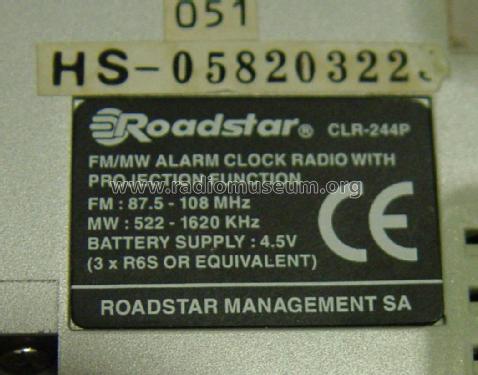 051
HS-058203223
Roadstar® CLR-244P
FM/MW ALARM CLOCK RADIO WITH
PROJECTION FUNCTION
www.radiomuseum.org
FM : 87.5 - 108 MHz
MW : 522 - 1620 KHz
BATTERY SUPPLY : 4.5V
(3 x R6S OR EQUIVALENT)
CE
ROADSTAR MANAGEMENT SA